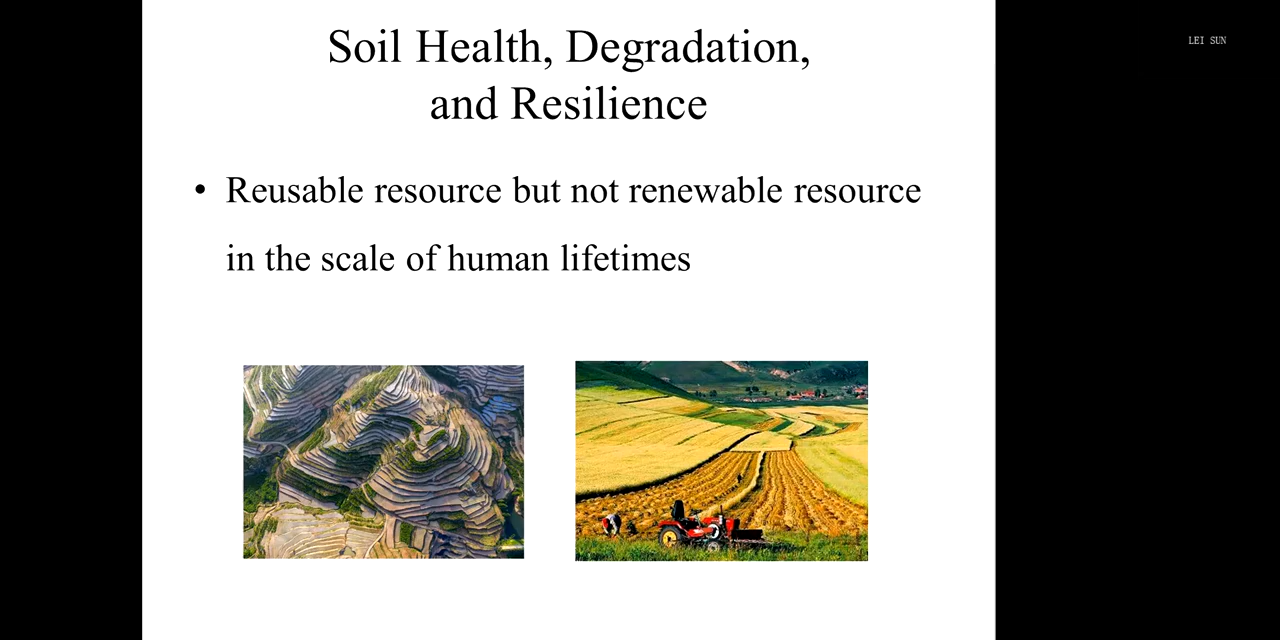 Soil Health, Degradation,
and Resilience
• Reusable resource but not renewable resource
in the scale of human lifetimes
LEI SUN